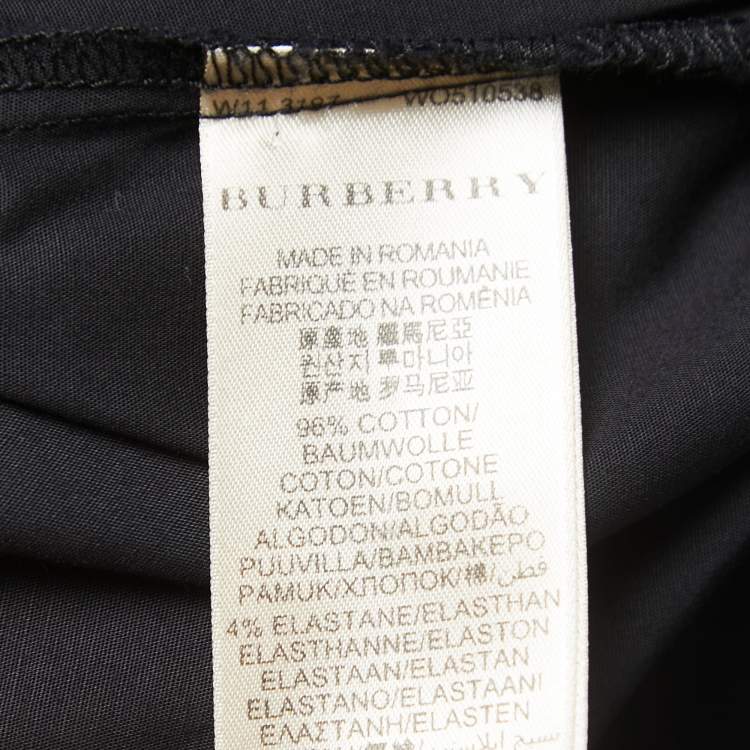 W11 3797 WO510538
BURBERRY
MADE IN ROMANIA
FABRIQUÉ EN ROUMANIE
FABRICADO NA ROMÊNIA
原產地 羅馬尼亞
원산지 루마니아
原产地 罗马尼亚
96% COTTON/
BAUMWOLLE
COTON/COTONE
KATOEN/BOMULL
ALGODON/ALGODÃO
PUUVILLA/BAMBAKEPO
PAMUK/ХЛОПОК/棉/قطن/
4% ELASTANE/ELASTHAN
ELASTHANNE/ELASTON
ELASTAAN/ELASTAN
ELASTANO/ELASTAANI
ΕΛΑΣΤΑΝΗ/ELASTEN